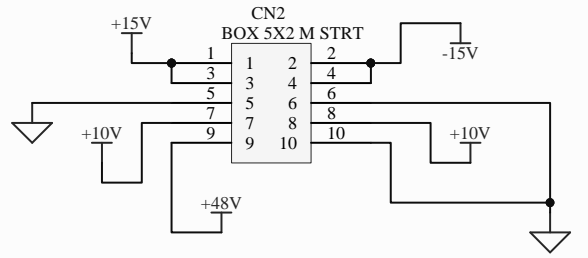 CN2
BOX 5X2 M STRT
+15V
-15V
1 1 2 2
3 3 4 4
5 5 6 6
7 7 8 8
+10V
+10V
9 9 10 10
+48V